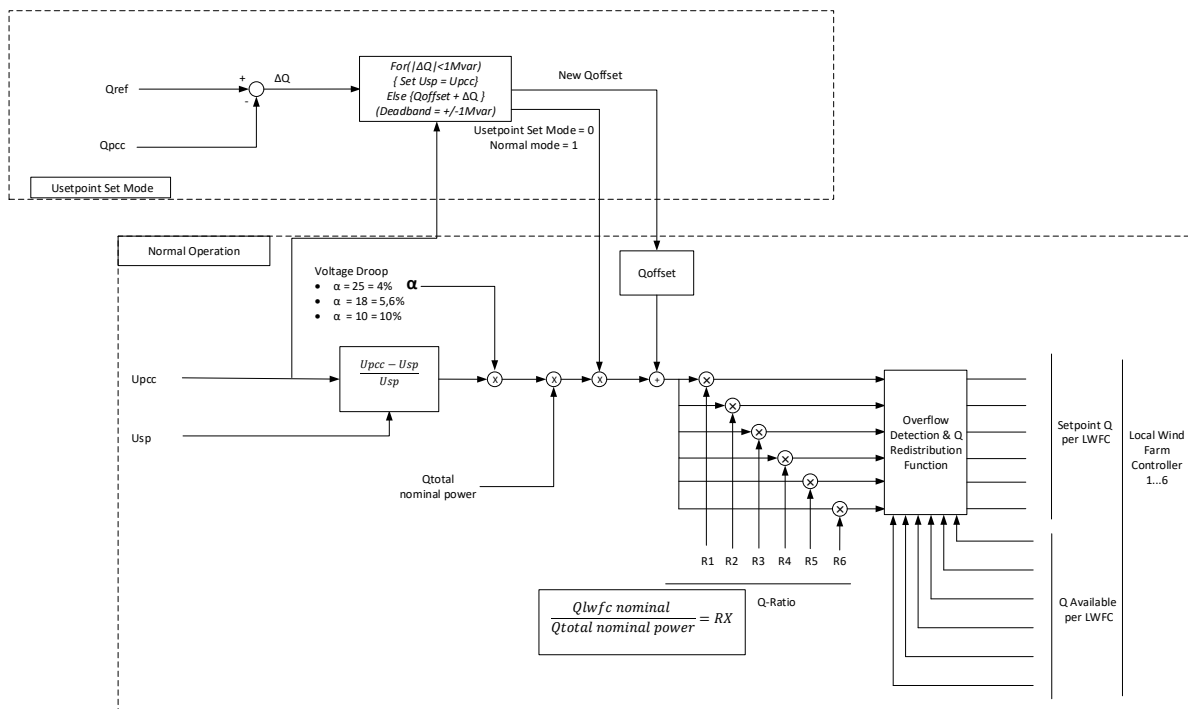 Qref
+
-
ΔQ
Qpcc
For(|ΔQ|<1Mvar)
{ Set Usp = Upcc}
Else {Qoffset + ΔQ }
(Deadband = +/-1Mvar)
New Qoffset
Usetpoint Set Mode = 0
Normal mode = 1
Usetpoint Set Mode
Normal Operation
Voltage Droop
• α = 25 = 4%
• α = 18 = 5,6%
• α = 10 = 10%
α
Qoffset
Upcc
Upcc − Usp
Usp
Usp
X
X
X
+
Qtotal
nominal power
×
×
×
×
×
×
R1 R2 R3 R4 R5 R6
Q-Ratio
Qlwfc nominal
Qtotal nominal power = RX
Overflow
Detection & Q
Redistribution
Function
Setpoint Q
per LWFC
Local Wind
Farm
Controller
1...6
Q Available
per LWFC